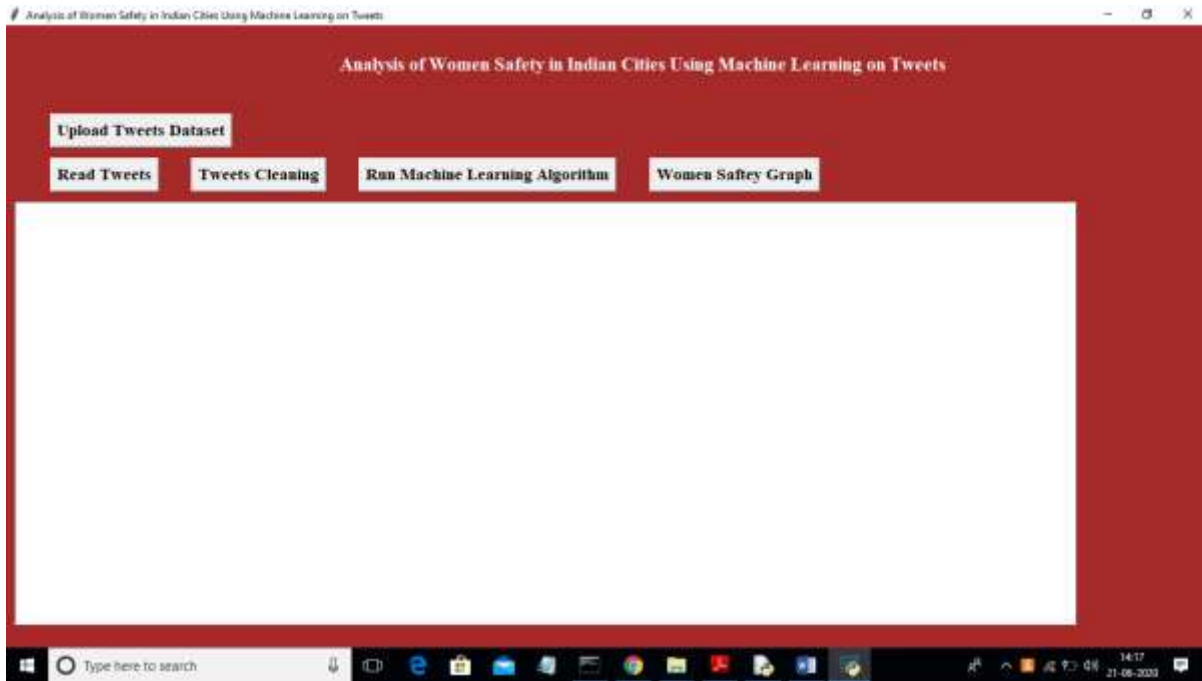 Analysis of Women Safety in Indian Cities Using Machine Learning on Tweets
Analysis of Women Safety in Indian Cities Using Machine Learning on Tweets
Upload Tweets Dataset
Read Tweets Tweets Cleaning Run Machine Learning Algorithm Women Saftey Graph
Type here to search
14:17
21-06-2020